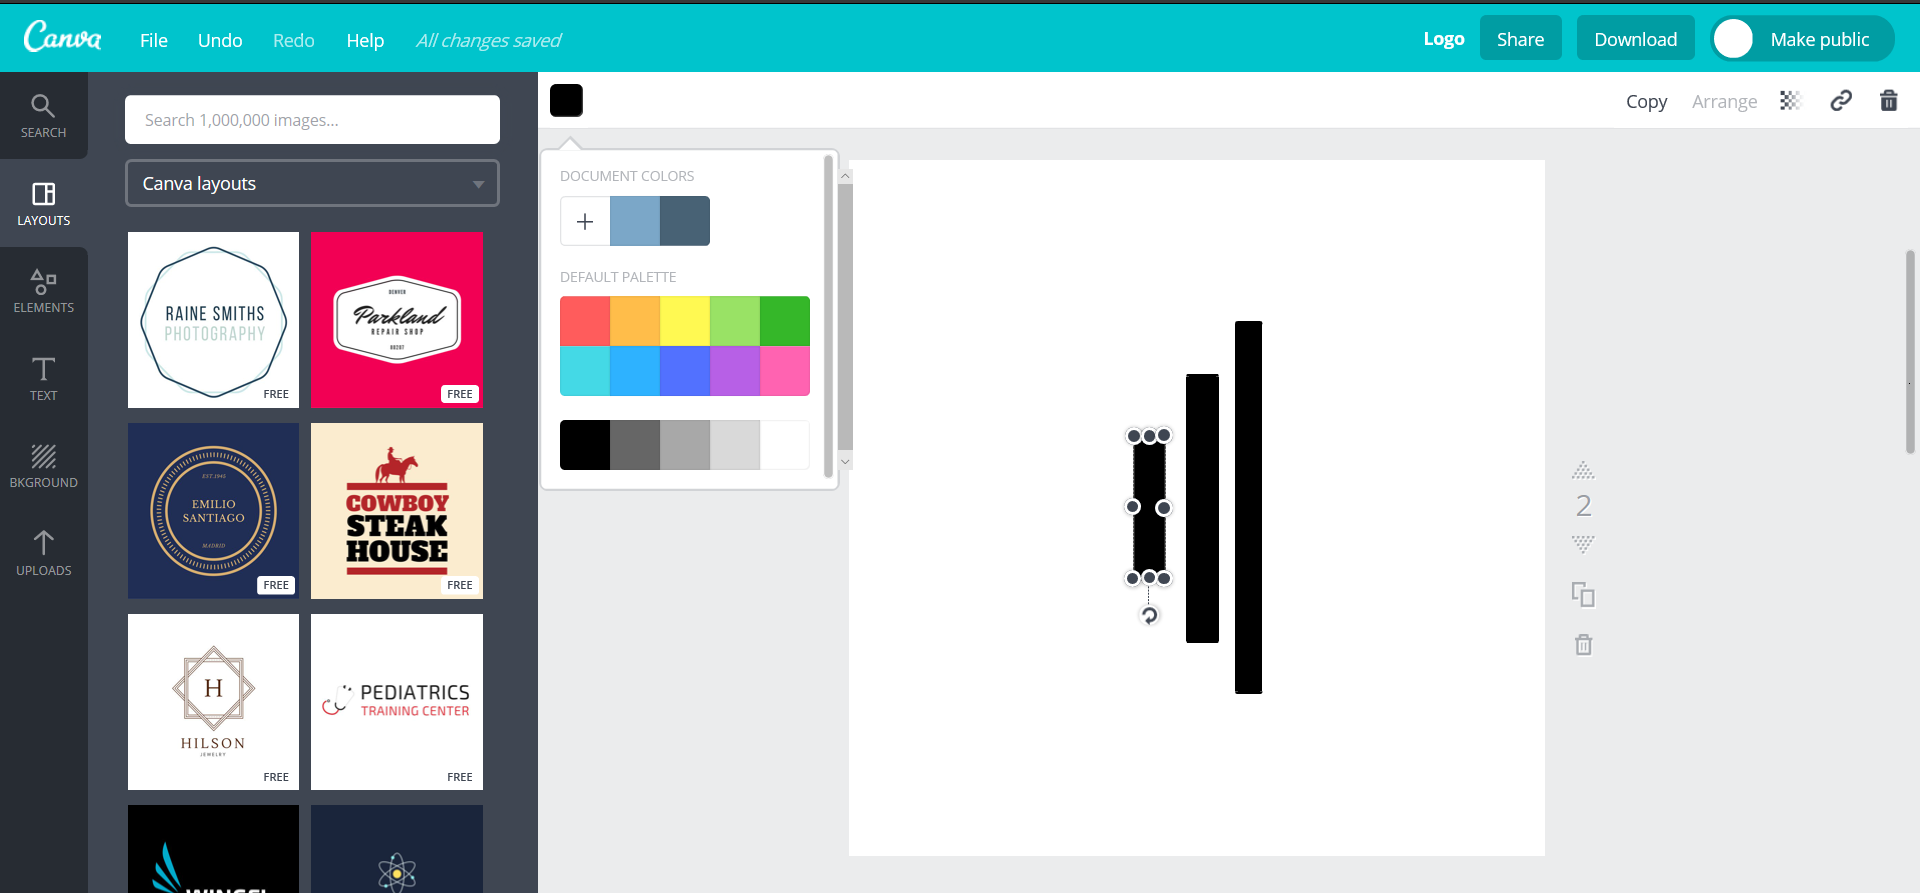 Canva
File
Undo
Redo
Help
All changes saved
Logo
Share
Download
Make public
SEARCH
LAYOUTS
ELEMENTS
TEXT
BKGROUND
UPLOADS
Search 1,000,000 images...
Canva layouts
RAINE SMITHS
PHOTOGRAPHY
FREE
DENVER
Parkland
REPAIR SHOP
80207
FREE
EST.1945
EMILIO
SANTIAGO
MADRID
FREE
COWBOY
STEAK
HOUSE
FREE
H
HILSON
JEWELRY
FREE
PEDIATRICS
TRAINING CENTER
FREE
Copy
Arrange
DOCUMENT COLORS
+
DEFAULT PALETTE
2